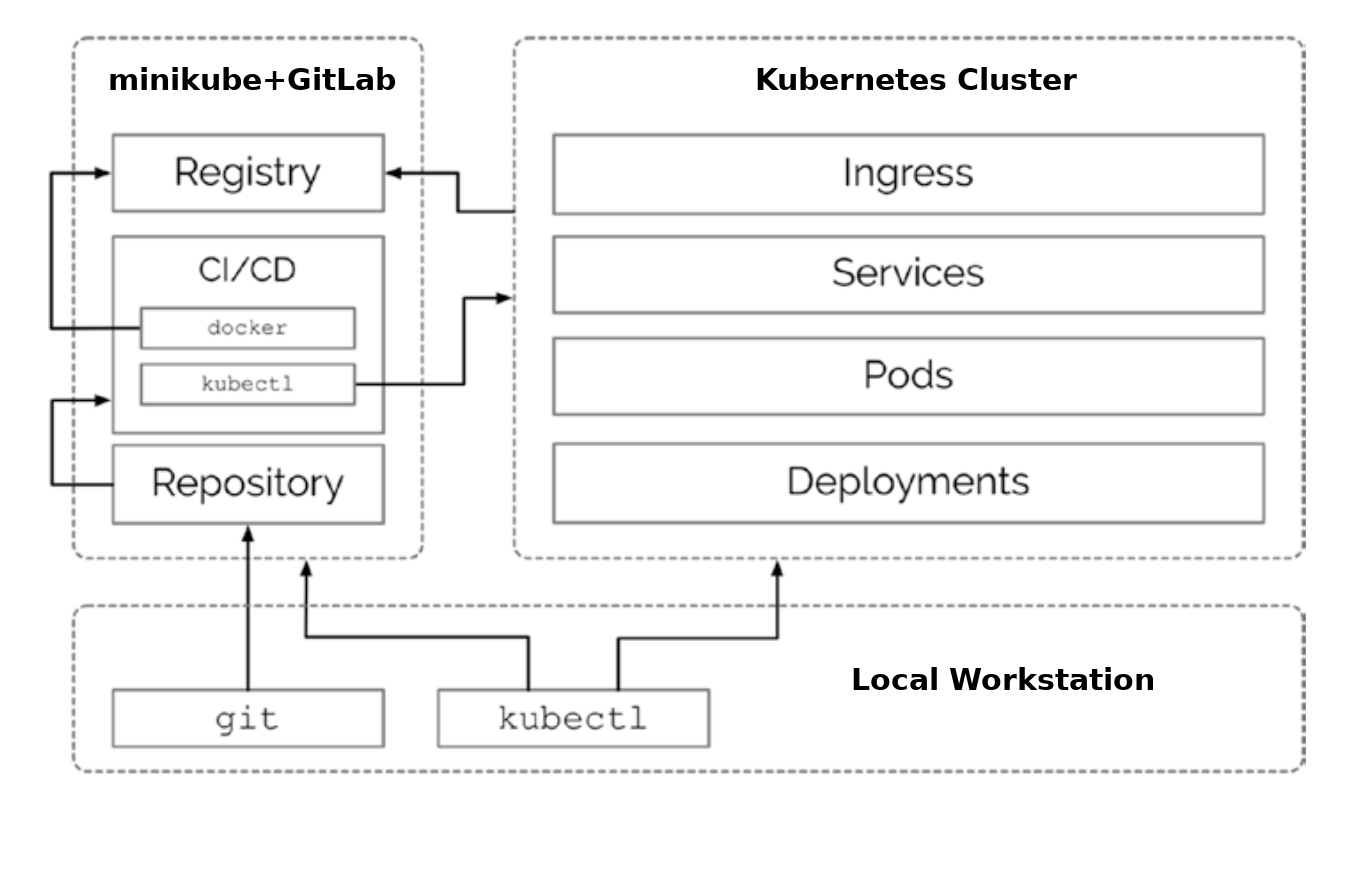 minikube+GitLab
Registry
CI/CD
docker
kubectl
Repository
Kubernetes Cluster
Ingress
Services
Pods
Deployments
Local Workstation
git
kubectl